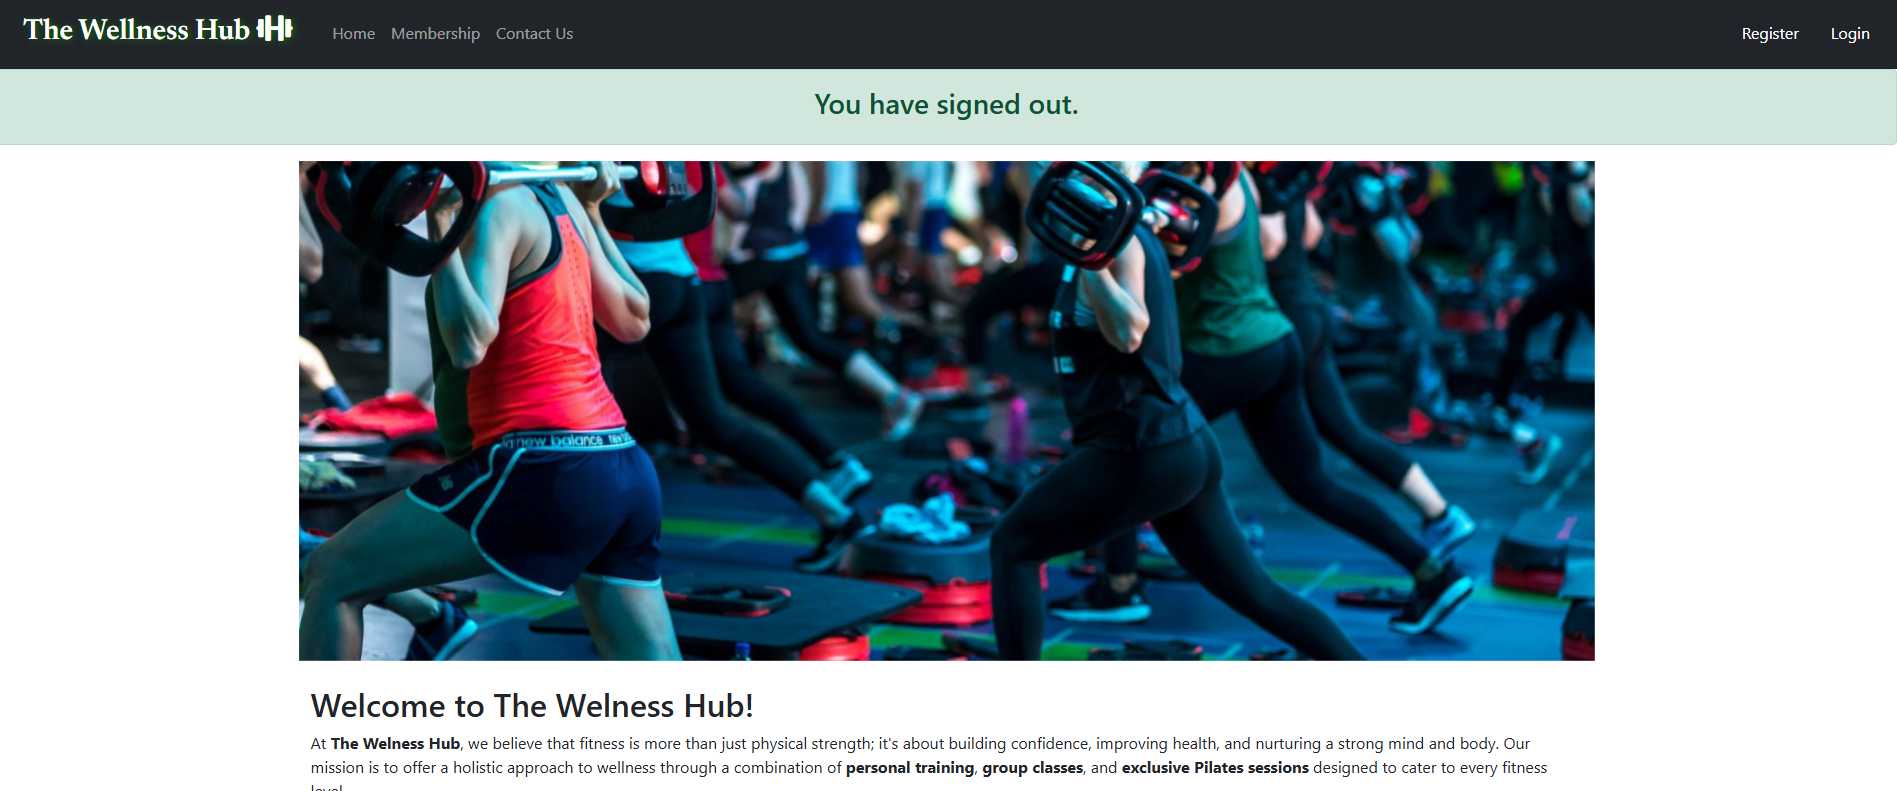 The Wellness Hub
Home Membership Contact Us Register Login
You have signed out.
new balance
Welcome to The Welness Hub!
At The Welness Hub, we believe that fitness is more than just physical strength; it's about building confidence, improving health, and nurturing a strong mind and body. Our
mission is to offer a holistic approach to wellness through a combination of personal training, group classes, and exclusive Pilates sessions designed to cater to every fitness
level.